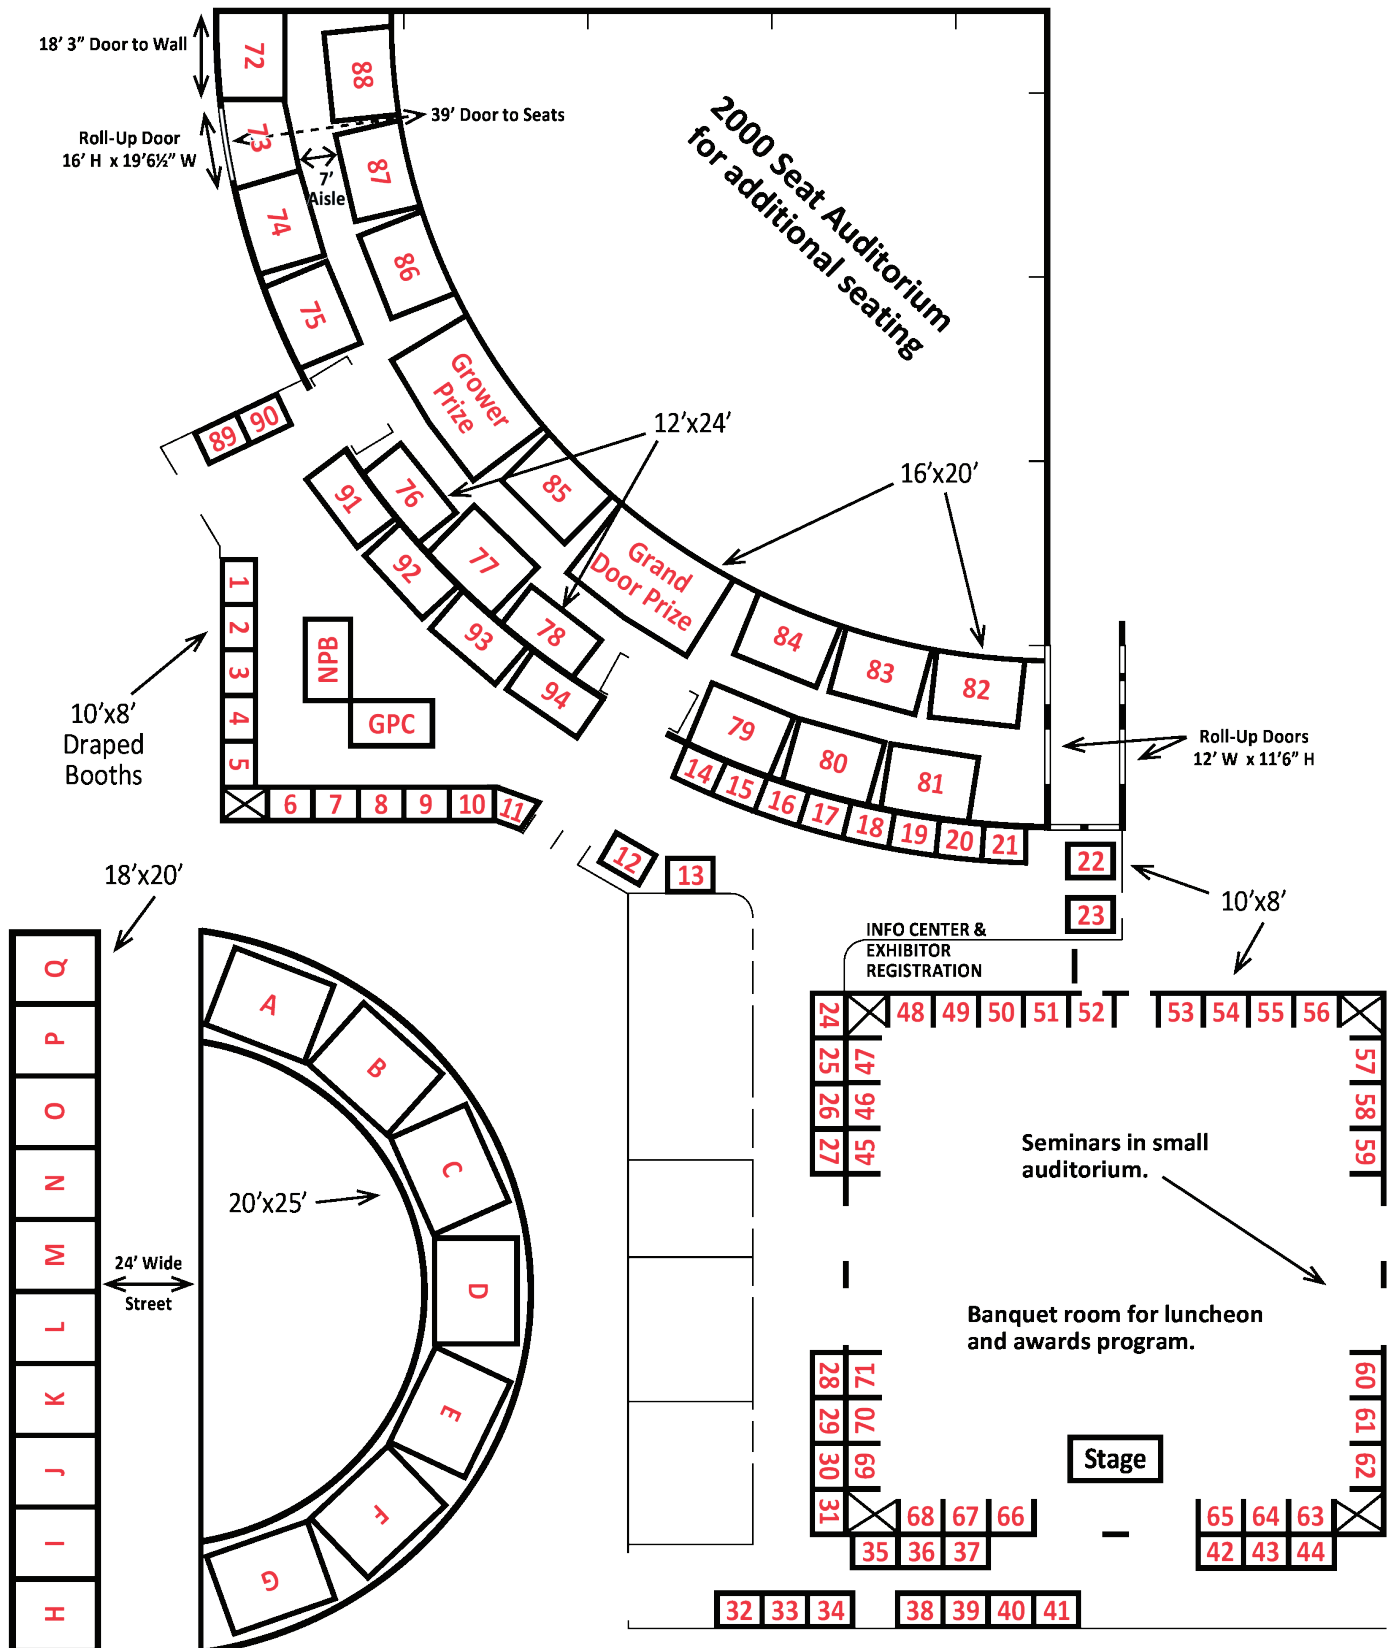 18' 3" Door to Wall
72
88
39' Door to Seats
Roll-Up Door
16' H x 19'6½" W
73
87
7'
Aisle
74
86
75
2000 Seat Auditorium
for additional seating
Grower
Prize
89
90
12'x24'
16'x20'
91
76
85
92
77
Grand
Door Prize
93
78
94
84
83
82
1
2
3
4
5
NPB
GPC
10'x8'
Draped
Booths
79
80
81
Roll-Up Doors
12' W x 11'6" H
6
7
8
9
10
11
14
15
16
17
18
19
20
21
12
13
22
23
10'x8'
18'x20'
INFO CENTER &
EXHIBITOR
REGISTRATION
Q
P
O
N
M
L
K
J
I
H
A
B
C
D
E
F
G
20'x25'
24' Wide
Street
24
48
49
50
51
52
53
54
55
56
25
47
57
26
46
58
27
45
59
Seminars in small
auditorium.
Banquet room for luncheon
and awards program.
28
71
60
29
70
61
30
69
62
Stage
31
68
67
66
65
64
63
35
36
37
42
43
44
32
33
34
38
39
40
41